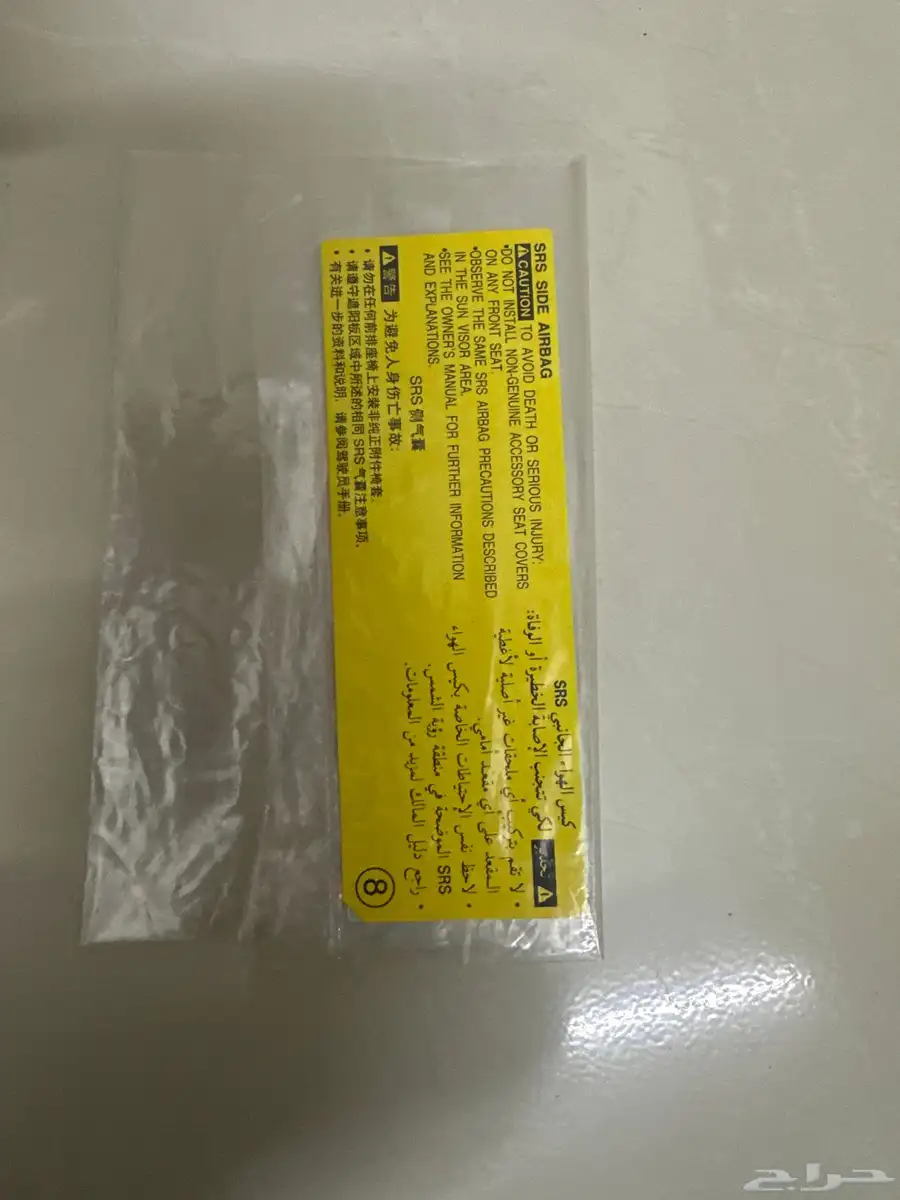 SRS SIDE AIRBAG
CAUTION TO AVOID DEATH OR SERIOUS INJURY:
•DO NOT INSTALL NON-GENUINE ACCESSORY SEAT COVERS
ON ANY FRONT SEAT.
•OBSERVE THE SAME SRS AIRBAG PRECAUTIONS DESCRIBED
IN THE SUN VISOR AREA.
•SEE THE OWNER'S MANUAL FOR FURTHER INFORMATION
AND EXPLANATIONS.
SRS 侧气囊
警告 为避免人身伤亡事故:
• 请勿在任何前排座椅上安装非纯正附件椅套.
• 请遵守遮阳板区域中所述的相同 SRS 气囊注意事项.
• 有关进一步的资料和说明, 请参阅驾驶员手册.
كيس الهواء الجانبي SRS
تحذير لكي تتجنب الإصابة الخطيرة أو الوفاة:
• لا تقم بتركيب أي ملحقات غير أصلية لأغطية
المقعد على أي مقعد أمامي.
• لاحظ نفس الإحتياطات الخاصة بكيس الهواء
SRS الموضحة في منطقة رؤية الشمس.
• راجع دليل المالك لمزيد من المعلومات.
8
حراج